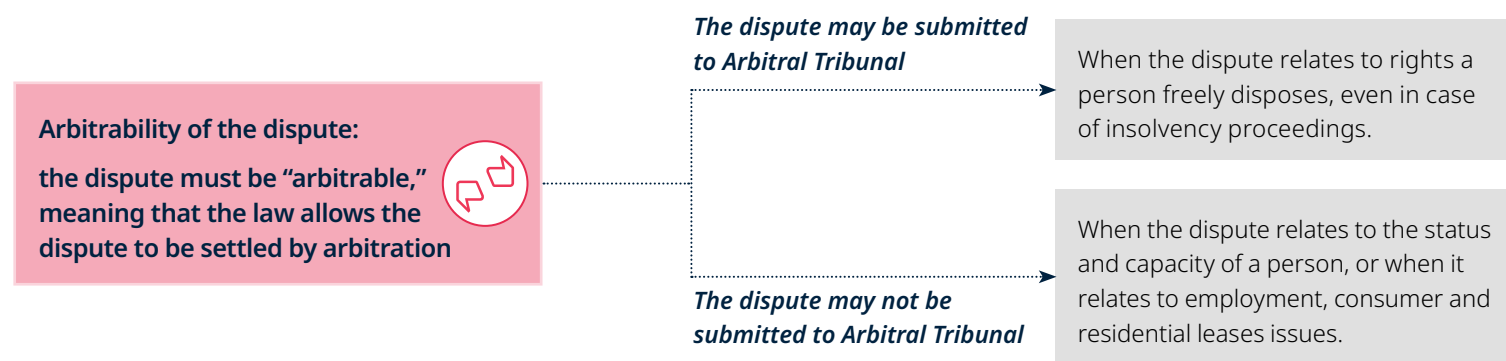 Arbitrability of the dispute:
the dispute must be “arbitrable,”
meaning that the law allows the
dispute to be settled by arbitration
The dispute may be submitted
to Arbitral Tribunal
When the dispute relates to rights a
person freely disposes, even in case
of insolvency proceedings.
The dispute may not be
submitted to Arbitral Tribunal
When the dispute relates to the status
and capacity of a person, or when it
relates to employment, consumer and
residential leases issues.